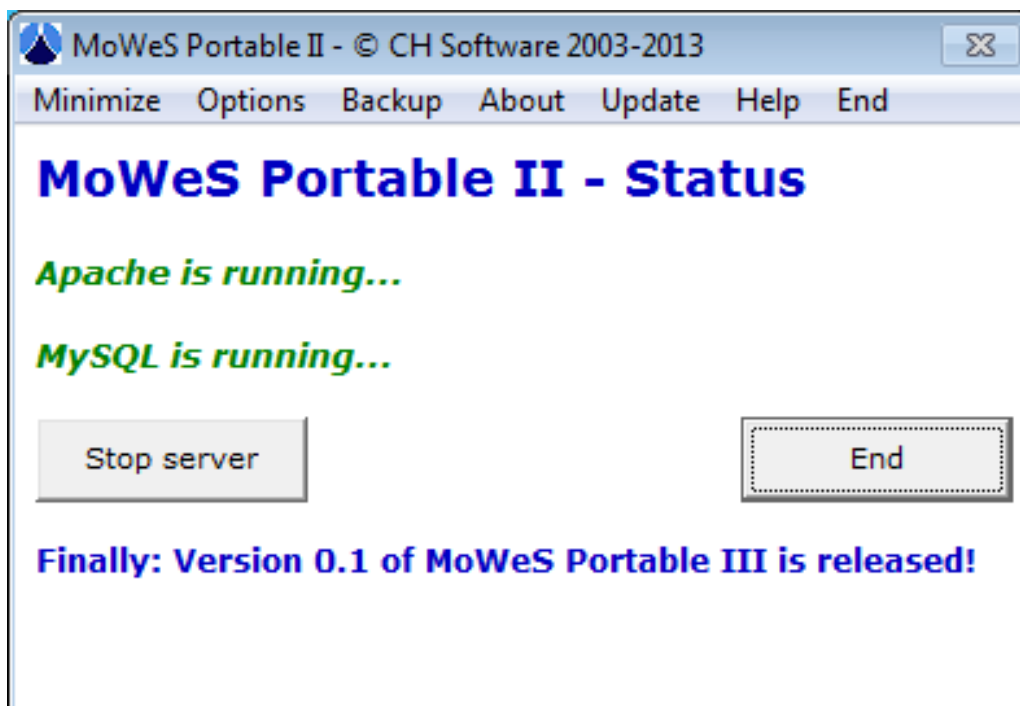 MoWeS Portable II - © CH Software 2003-2013
Minimize Options Backup About Update Help End
MoWeS Portable II - Status
Apache is running...
MySQL is running...
Stop server End
Finally: Version 0.1 of MoWeS Portable III is released!